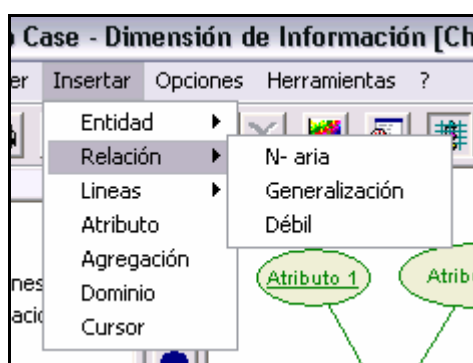 Case - Dimensión de Información [Ch
er Insertar Opciones Herramientas ?
Entidad
Relación N- aria
Lineas Generalización
Atributo Débil
Agregación Atributo 1 Atrib
Dominio
Cursor